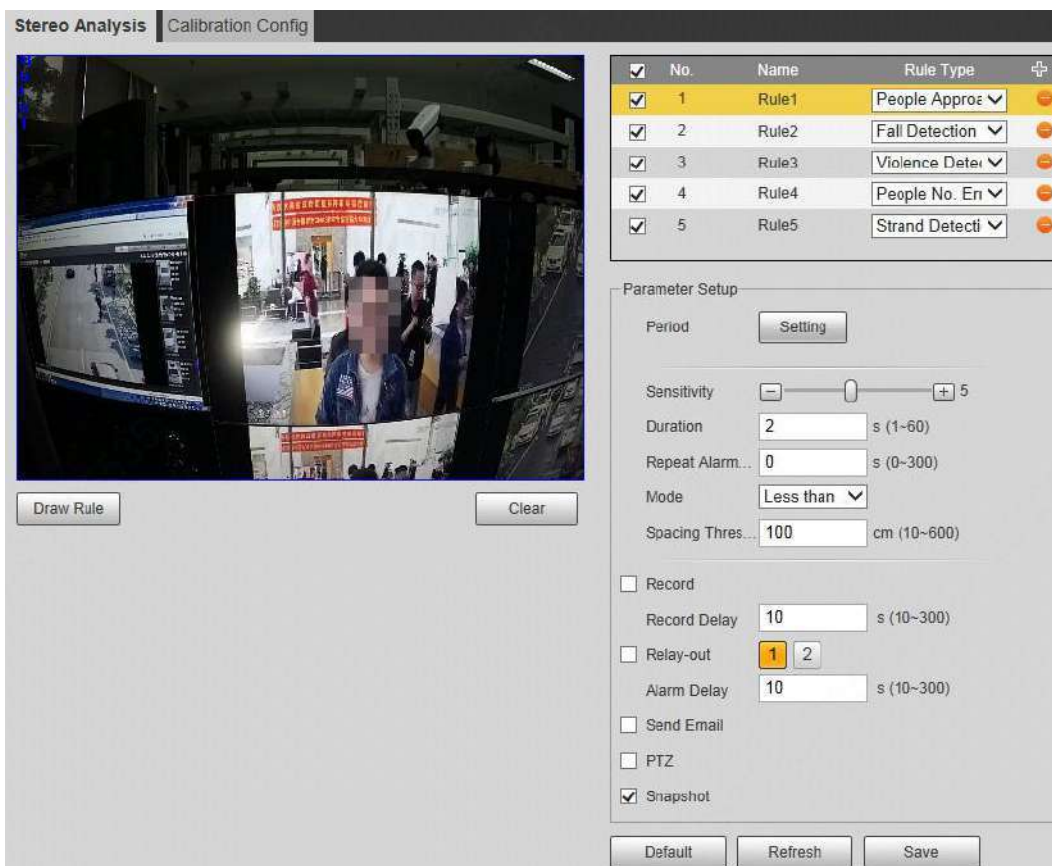 Stereo Analysis
Calibration Config
No. Name Rule Type
1 Rule1 People Approa
2 Rule2 Fall Detection
3 Rule3 Violence Detec
4 Rule4 People No. En
5 Rule5 Strand Detecti
Parameter Setup
Period Setting
Sensitivity 5
Duration 2 s (1~60)
Repeat Alarm... 0 s (0~300)
Mode Less than
Spacing Thres... 100 cm (10~600)
Record
Record Delay 10 s (10~300)
Relay-out 1 2
Alarm Delay 10 s (10~300)
Send Email
PTZ
Snapshot
Draw Rule
Clear
Default
Refresh
Save